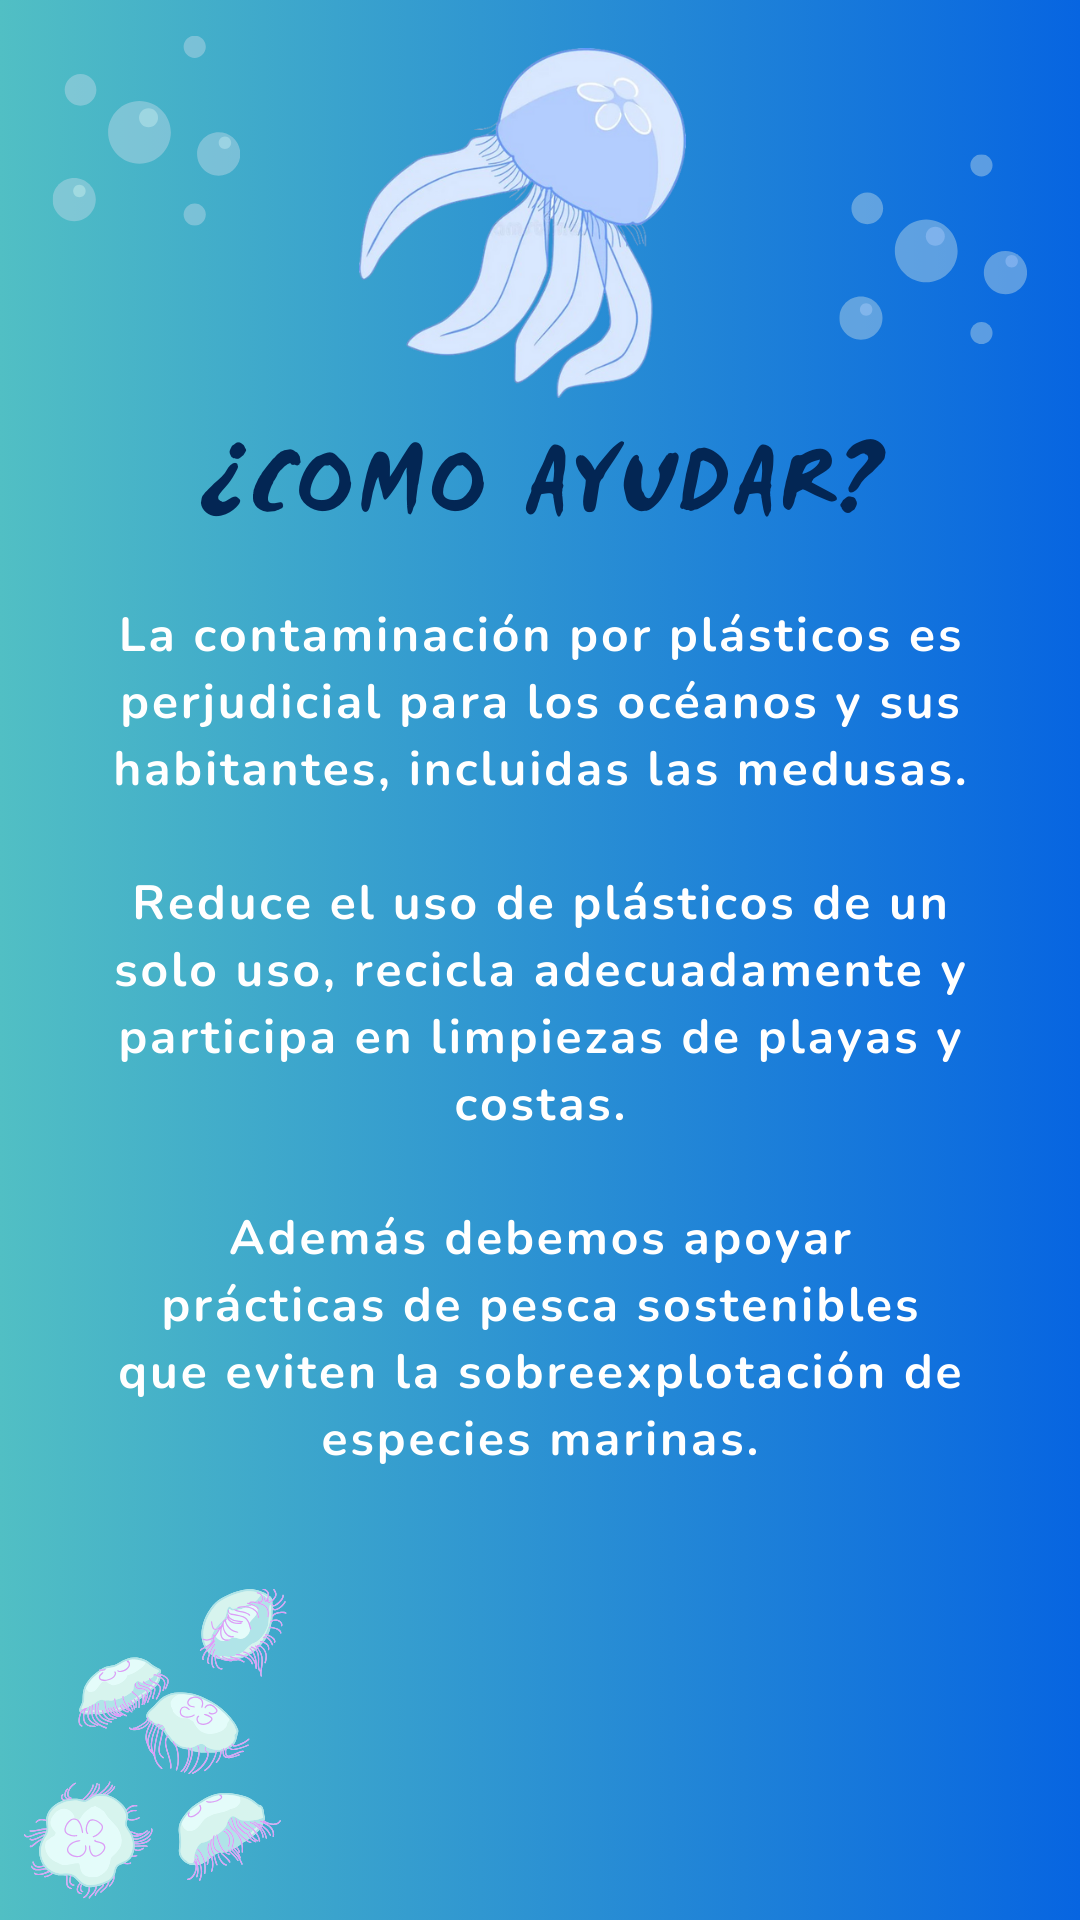 ¿COMO AYUDAR?
La contaminación por plásticos es
perjudicial para los océanos y sus
habitantes, incluidas las medusas.
Reduce el uso de plásticos de un
solo uso, recicla adecuadamente y
participa en limpiezas de playas y
costas.
Además debemos apoyar
prácticas de pesca sostenibles
que eviten la sobreexplotación de
especies marinas.